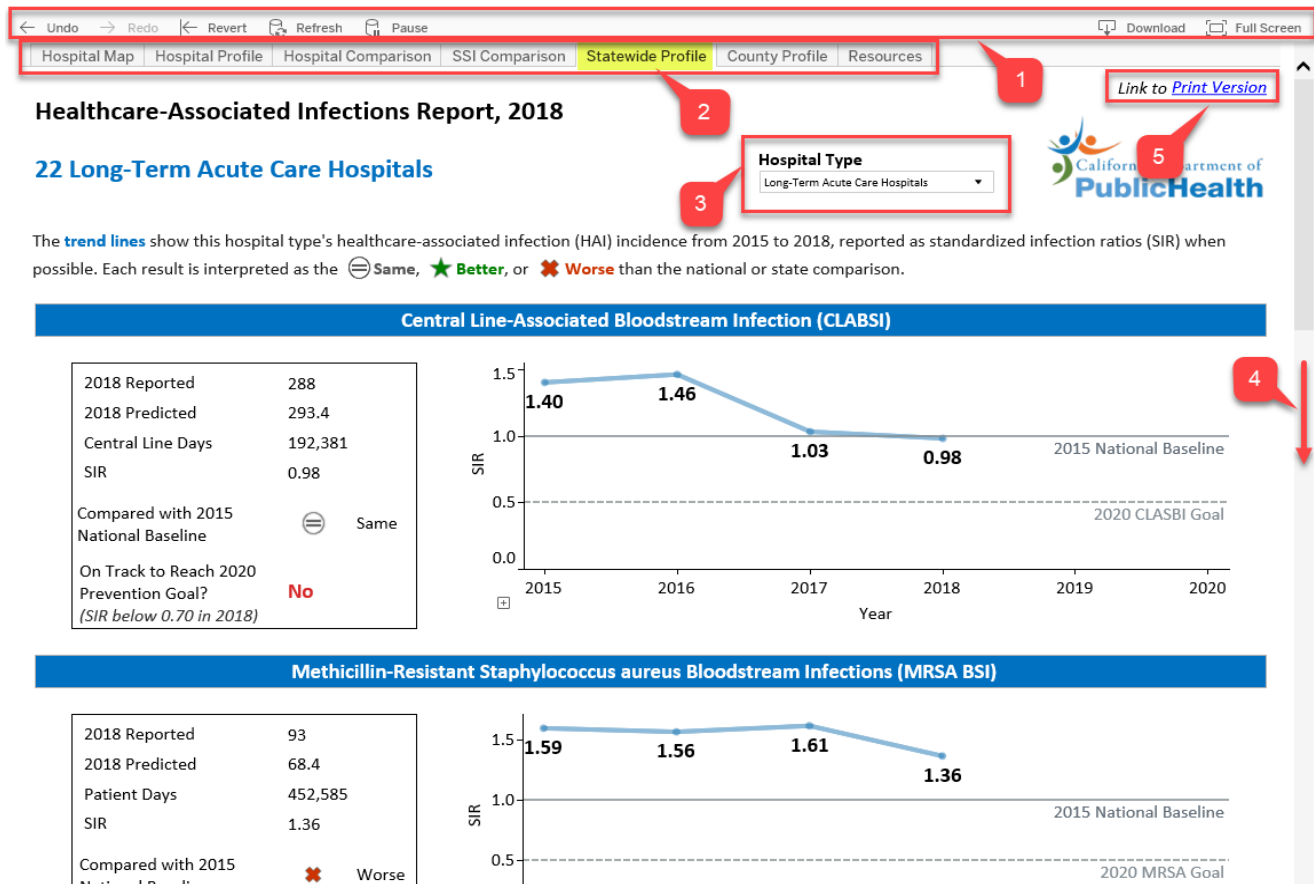 Undo Redo Revert Refresh Pause Download Full Screen
Hospital Map Hospital Profile Hospital Comparison SSI Comparison Statewide Profile County Profile Resources
1
Link to Print Version
2
Healthcare-Associated Infections Report, 2018
5
22 Long-Term Acute Care Hospitals
3
Hospital Type
Long-Term Acute Care Hospitals
of
PublicHealth
The trend lines show this hospital type's healthcare-associated infection (HAI) incidence from 2015 to 2018, reported as standardized infection ratios (SIR) when
possible. Each result is interpreted as the Same, Better, or Worse than the national or state comparison.
Central Line-Associated Bloodstream Infection (CLABSI)
2018 Reported 288
2018 Predicted 293.4
Central Line Days 192,381
SIR 0.98
Compared with 2015
National Baseline
Same
On Track to Reach 2020
Prevention Goal?
(SIR below 0.70 in 2018)
No
1.5
1.40
1.46
1.0
1.03
0.98
2015 National Baseline
SIR
0.5
2020 CLASBI Goal
0.0
2015 2016 2017 2018 2019 2020
Year
4
Methicillin-Resistant Staphylococcus aureus Bloodstream Infections (MRSA BSI)
2018 Reported 93
2018 Predicted 68.4
Patient Days 452,585
SIR 1.36
Compared with 2015
Worse
1.5
1.59
1.56
1.61
1.36
1.0
2015 National Baseline
SIR
0.5
2020 MRSA Goal